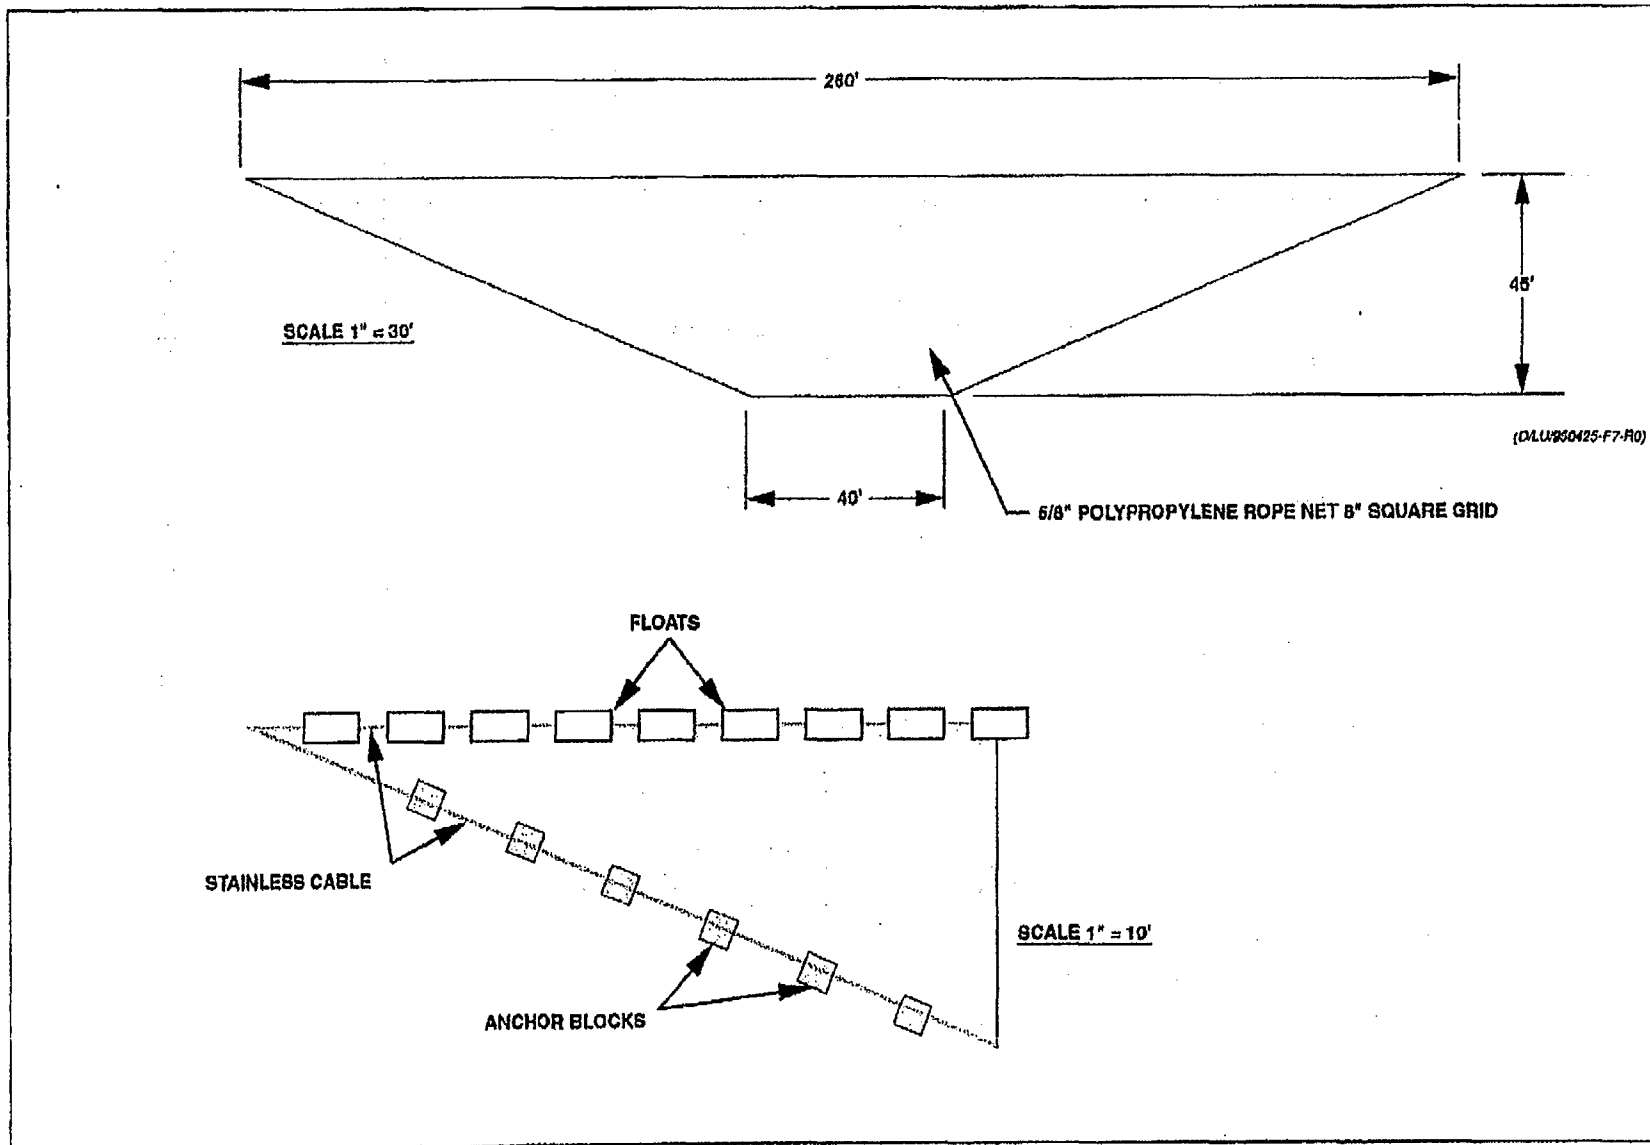 260'
45'
SCALE 1" = 30'
(D/LU/950425-F7-R0)
40'
5/8" POLYPROPYLENE ROPE NET 8" SQUARE GRID
FLOATS
STAINLESS CABLE
SCALE 1" = 10'
ANCHOR BLOCKS